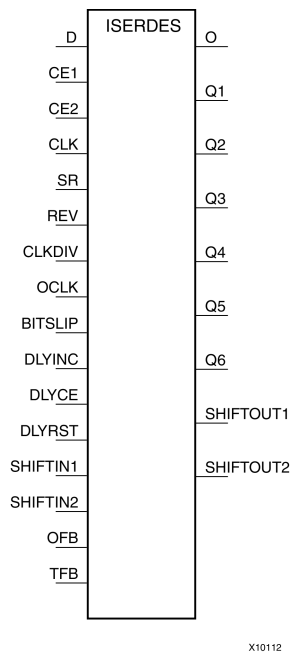 ISERDES
D
O
CE1
Q1
CE2
CLK
Q2
SR
Q3
REV
CLKDIV
Q4
OCLK
Q5
BITSLIP
DLYINC
Q6
DLYCE
SHIFTOUT1
DLYRST
SHIFTIN1
SHIFTOUT2
SHIFTIN2
OFB
TFB
X10112